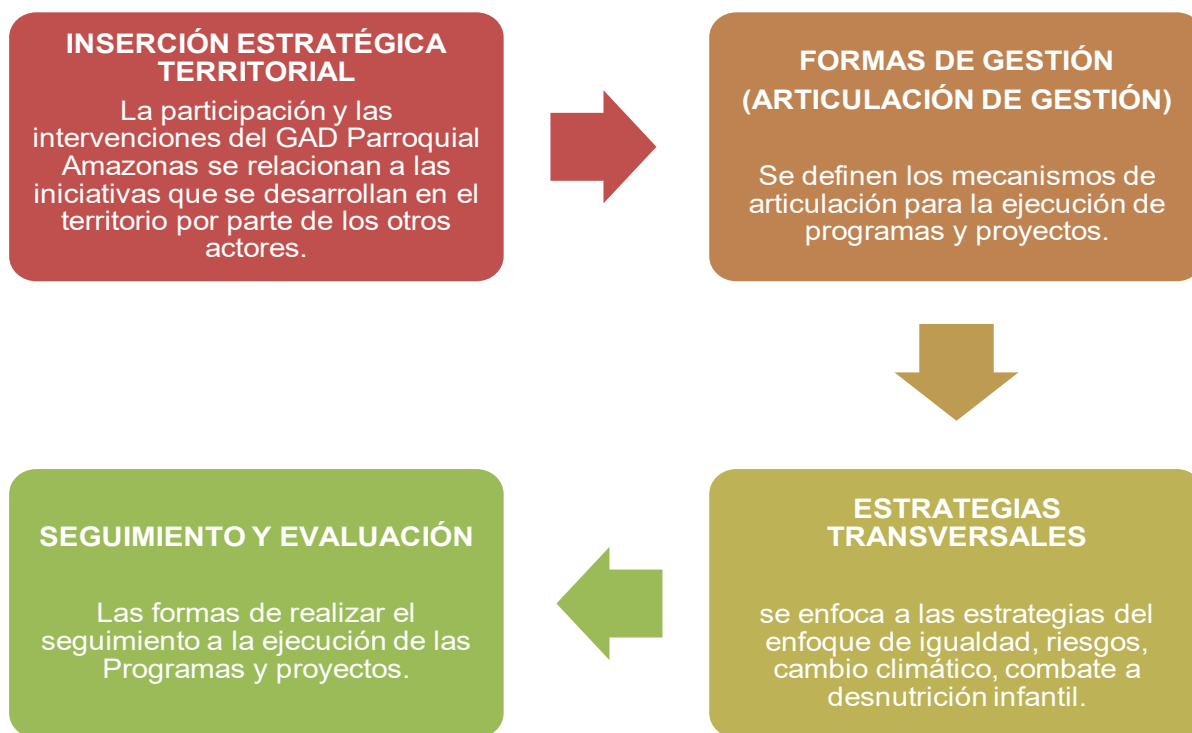 INSERCIÓN ESTRATÉGICA
TERRITORIAL
La participación y las
intervenciones del GAD Parroquial
Amazonas se relacionan a las
iniciativas que se desarrollan en el
territorio por parte de los otros
actores.
FORMAS DE GESTIÓN
(ARTICULACIÓN DE GESTIÓN)
Se definen los mecanismos de
articulación para la ejecución de
programas y proyectos.
ESTRATEGIAS
TRANSVERSALES
se enfoca a las estrategias del
enfoque de igualdad, riesgos,
cambio climático, combate a
desnutrición infantil.
SEGUIMIENTO Y EVALUACIÓN
Las formas de realizar el
seguimiento a la ejecución de las
Programas y proyectos.